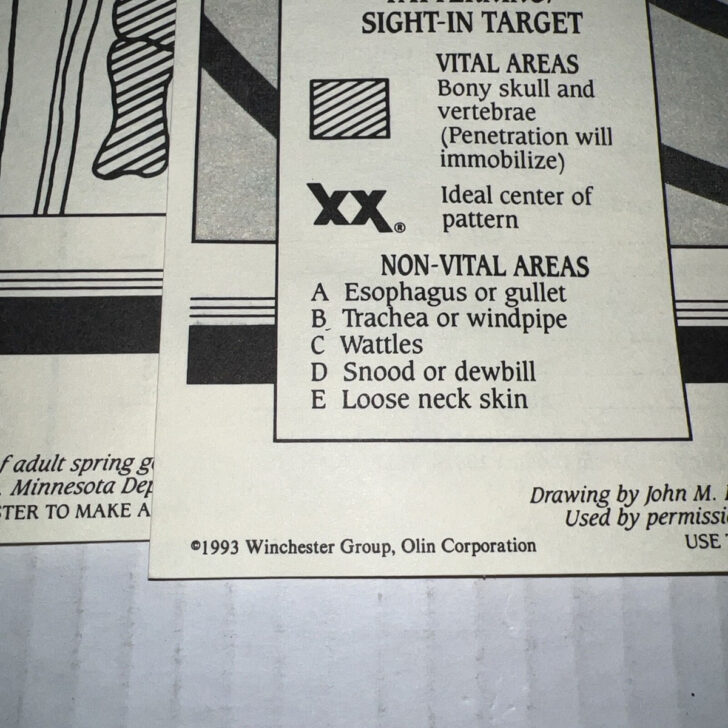 SIGHT-IN TARGET
VITAL AREAS
Bony skull and
vertebrae
(Penetration will
immobilize)
XX®
Ideal center of
pattern
NON-VITAL AREAS
A Esophagus or gullet
B Trachea or windpipe
C Wattles
D Snood or dewbill
E Loose neck skin
f adult spring g
. Minnesota Dep
STER TO MAKE A
Drawing by John M.
Used by permissi
USE
©1993 Winchester Group, Olin Corporation